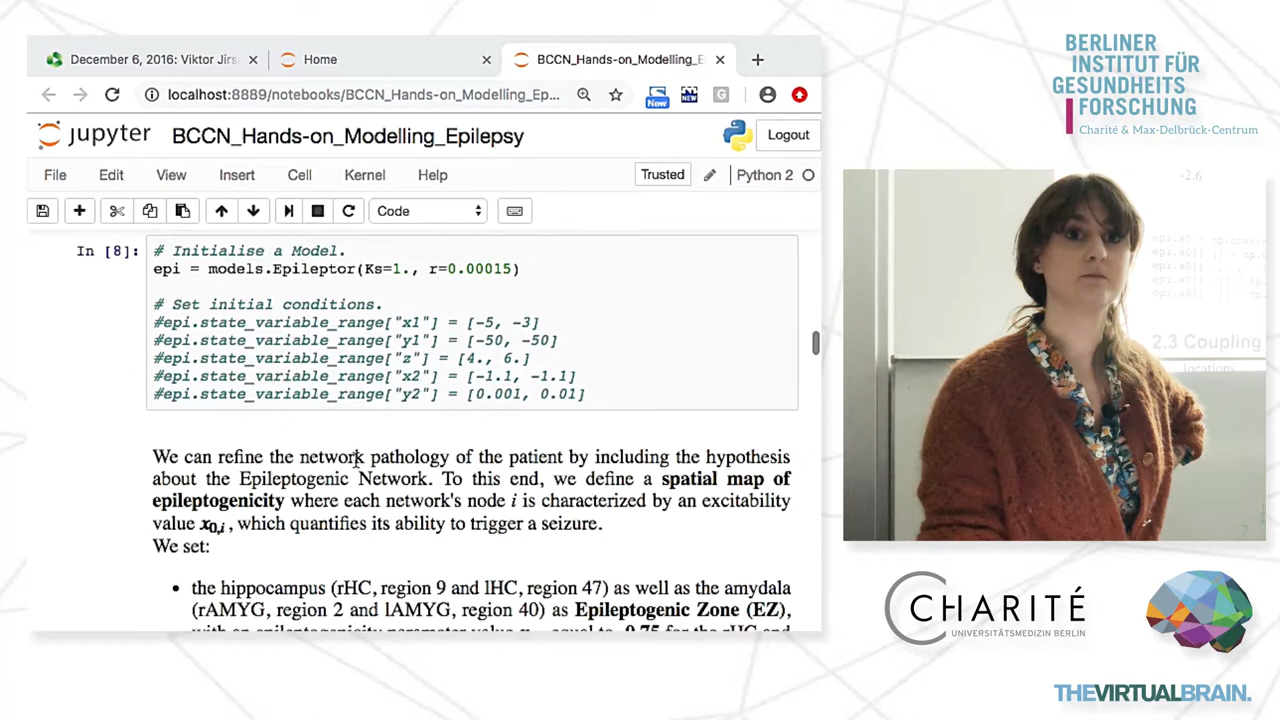 December 6, 2016: Viktor Jirs
Home
BCCN_Hands-on_Modelling_E
localhost:8889/notebooks/BCCN_Hands-on_Modelling_Ep...
New
New
G
jupyter
BCCN_Hands-on_Modelling_Epilepsy
Logout
File
Edit
View
Insert
Cell
Kernel
Help
Trusted
Python 2
Code
In [8]:
# Initialise a Model.
epi = models.Epileptor(Ks=1., r=0.00015)
# Set initial conditions.
#epi.state_variable_range["x1"] = [-5, -3]
#epi.state_variable_range["y1"] = [-50, -50]
#epi.state_variable_range["z"] = [4., 6.]
#epi.state_variable_range["x2"] = [-1.1, -1.1]
#epi.state_variable_range["y2"] = [0.001, 0.01]
We can refine the network pathology of the patient by including the hypothesis
about the Epileptogenic Network. To this end, we define a spatial map of
epileptogenicity where each network's node i is characterized by an excitability
value x0,i, which quantifies its ability to trigger a seizure.
We set:
• the hippocampus (rHC, region 9 and lHC, region 47) as well as the amydala
(rAMYG, region 2 and lAMYG, region 40) as Epileptogenic Zone (EZ),
BERLINER
INSTITUT FÜR
GESUNDHEITS
FORSCHUNG
Charité & Max-Delbrück-Centrum
-2.6
2.3 Coupling
locations
CHARITÉ
UNIVERSITÄTSMEDIZIN BERLIN
THEVIRTUALBRAIN.